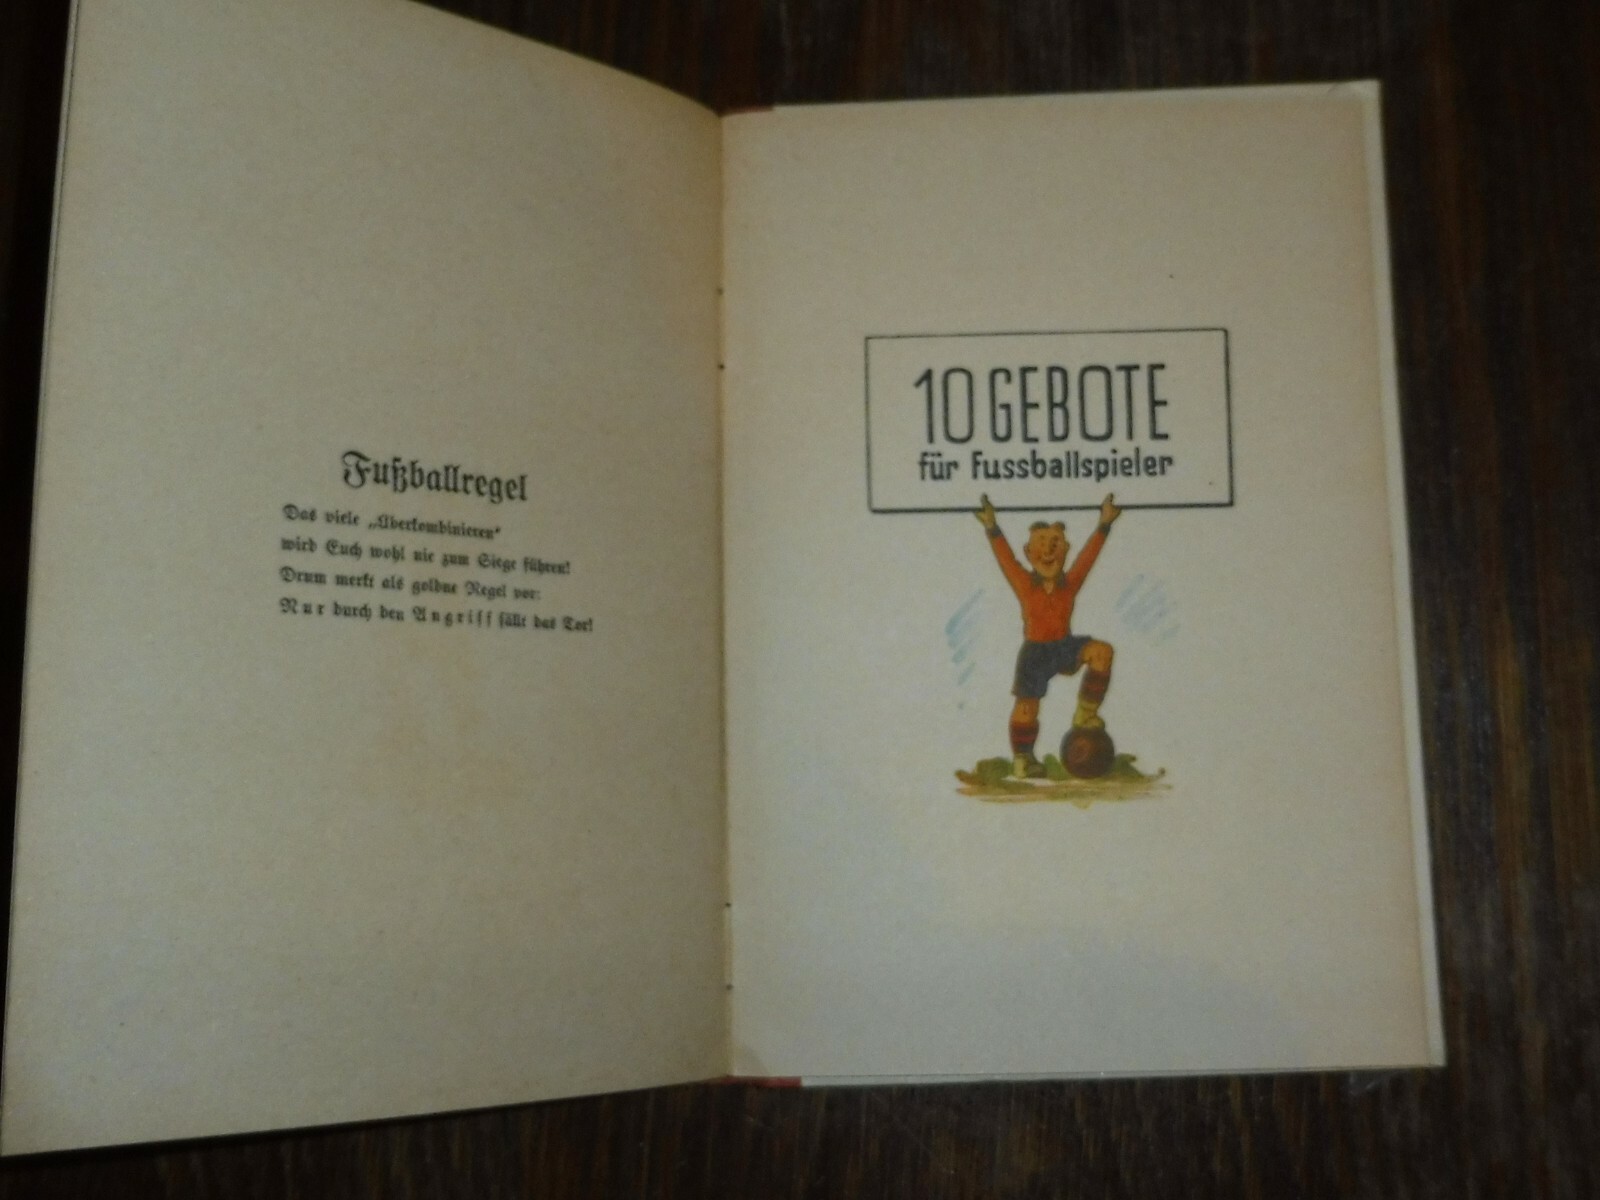 Fußballregel
Das viele „Überkombinieren“
wird Euch wohl nie zum Siege führen!
Drum merkt als goldne Regel vor:
Nur durch den Angriff fällt das Tor!
10 GEBOTE
für Fussballspieler